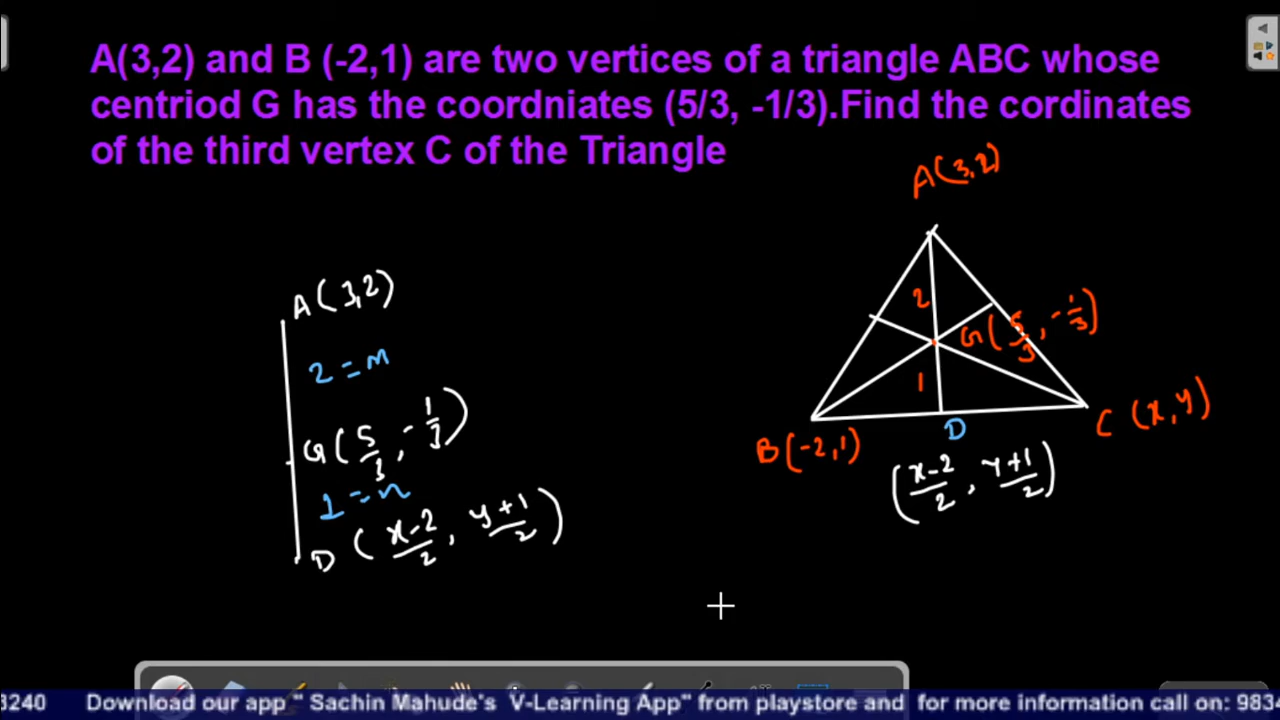 A(3,2) and B (-2,1) are two vertices of a triangle ABC whose
centriod G has the coordniates (5/3, -1/3).Find the cordinates
of the third vertex C of the Triangle
A(3,2)
2
G(5/3, -1/3)
1
B(-2,1)
D
C (x,y)
(x-2/2, y+1/2)
A(3,2)
2=m
G(5/3, -1/3)
1=n
D (x-2/2, y+1/2)
3240 Download our app " Sachin Mahude's V-Learning App" from playstore and for more information call on: 983